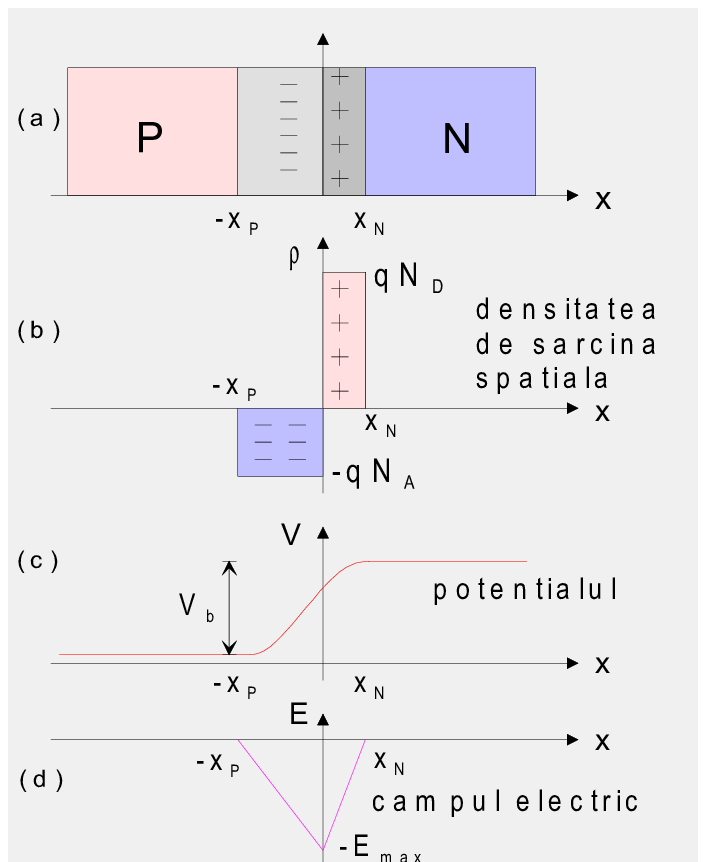 (a)
P
N
x
-x P
x N
ρ
q N D
(b)
densitatea
de sarcina
spatiala
-x P
x
x N
-q N A
V
(c)
V b
potentialul
x
-x P
x N
E
x
-x P
x N
(d)
campul electric
-E max